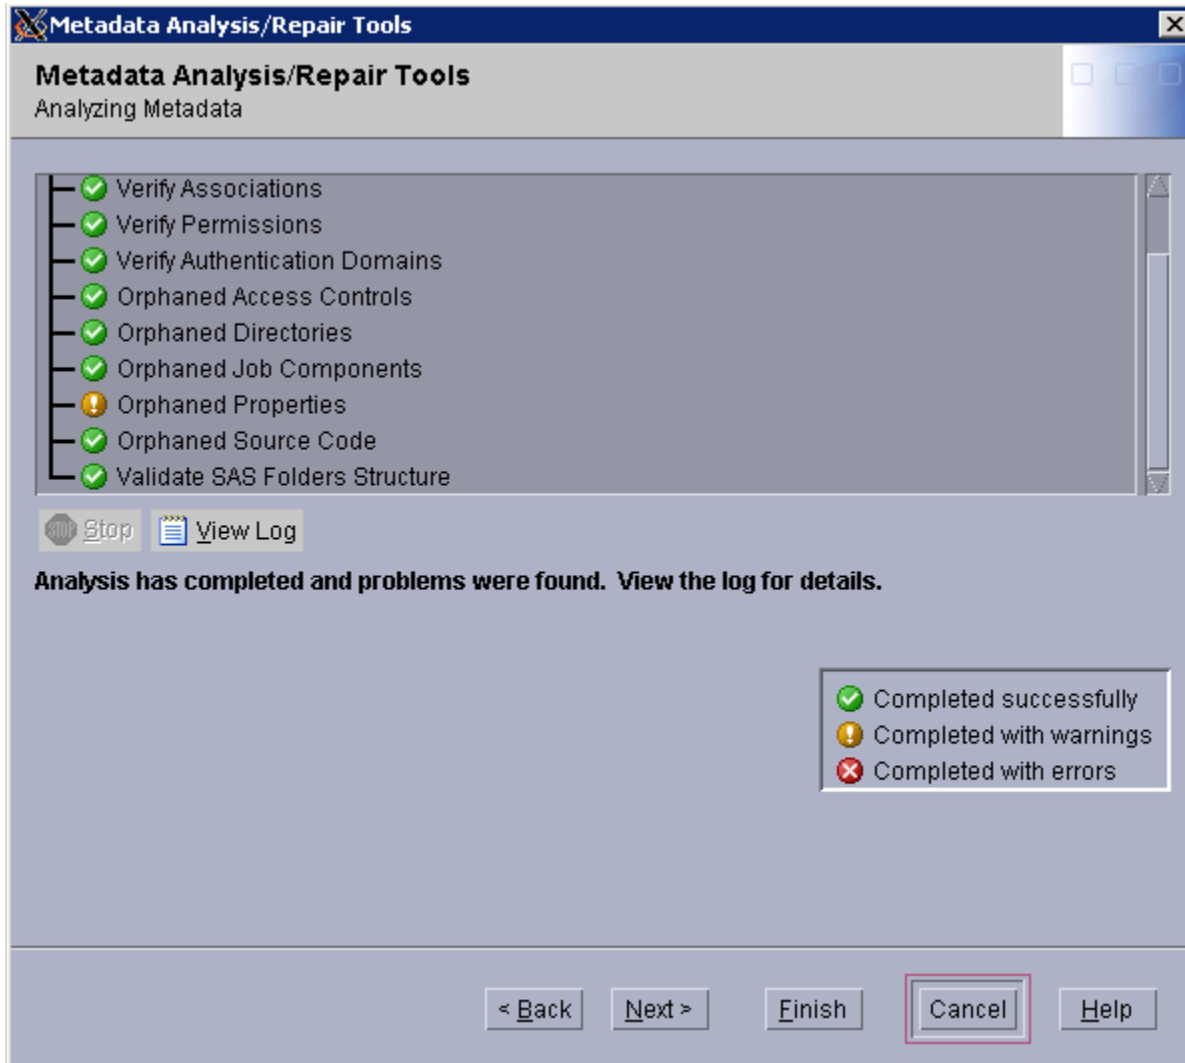 Metadata Analysis/Repair Tools
Metadata Analysis/Repair Tools
Analyzing Metadata
Verify Associations
Verify Permissions
Verify Authentication Domains
Orphaned Access Controls
Orphaned Directories
Orphaned Job Components
Orphaned Properties
Orphaned Source Code
Validate SAS Folders Structure
STOP Stop View Log
Analysis has completed and problems were found. View the log for details.
Completed successfully
Completed with warnings
Completed with errors
< Back Next > Finish Cancel Help